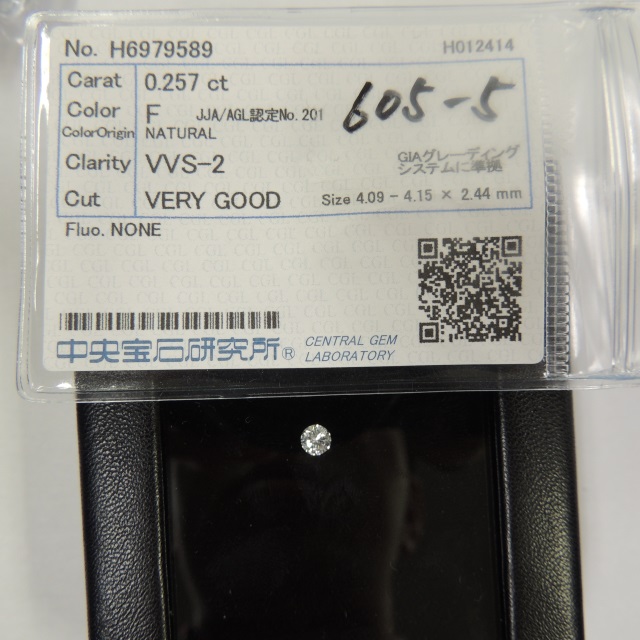 No. H6979589 H012414
Carat 0.257 ct
Color F JJA/AGL認定No.201 605-5
ColorOrigin NATURAL
Clarity VVS-2 GIAグレーディング
システムに準拠
Cut VERY GOOD Size 4.09 - 4.15 × 2.44 mm
Fluo. NONE
中央宝石研究所® CENTRAL GEM
LABORATORY